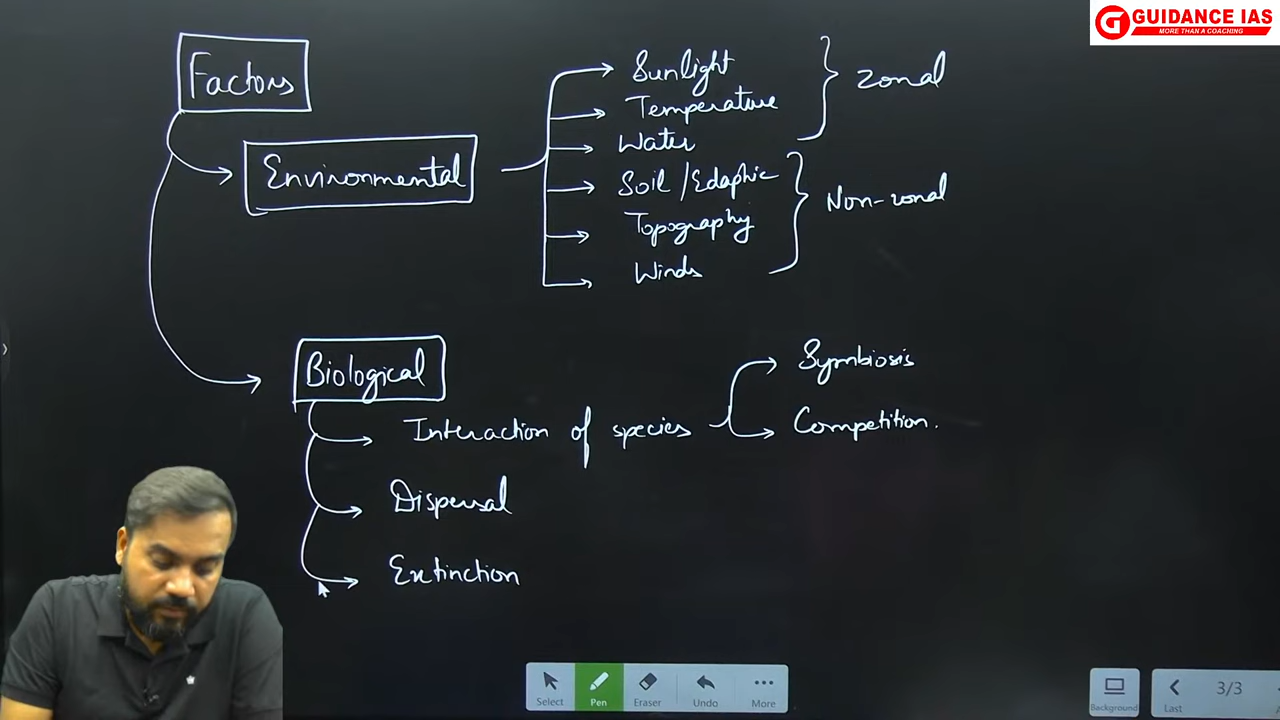 GUIDANCE IAS
MORE THAN A COACHING
Factors
Environmental
Sunlight
Temperature
Water
zonal
Soil / Edaphic
Topography
Winds
Non-zonal
Biological
Interaction of species
Symbiosis
Competition.
Dispersal
Extinction
Select
Pen
Eraser
Undo
More
Background
Last
3/3